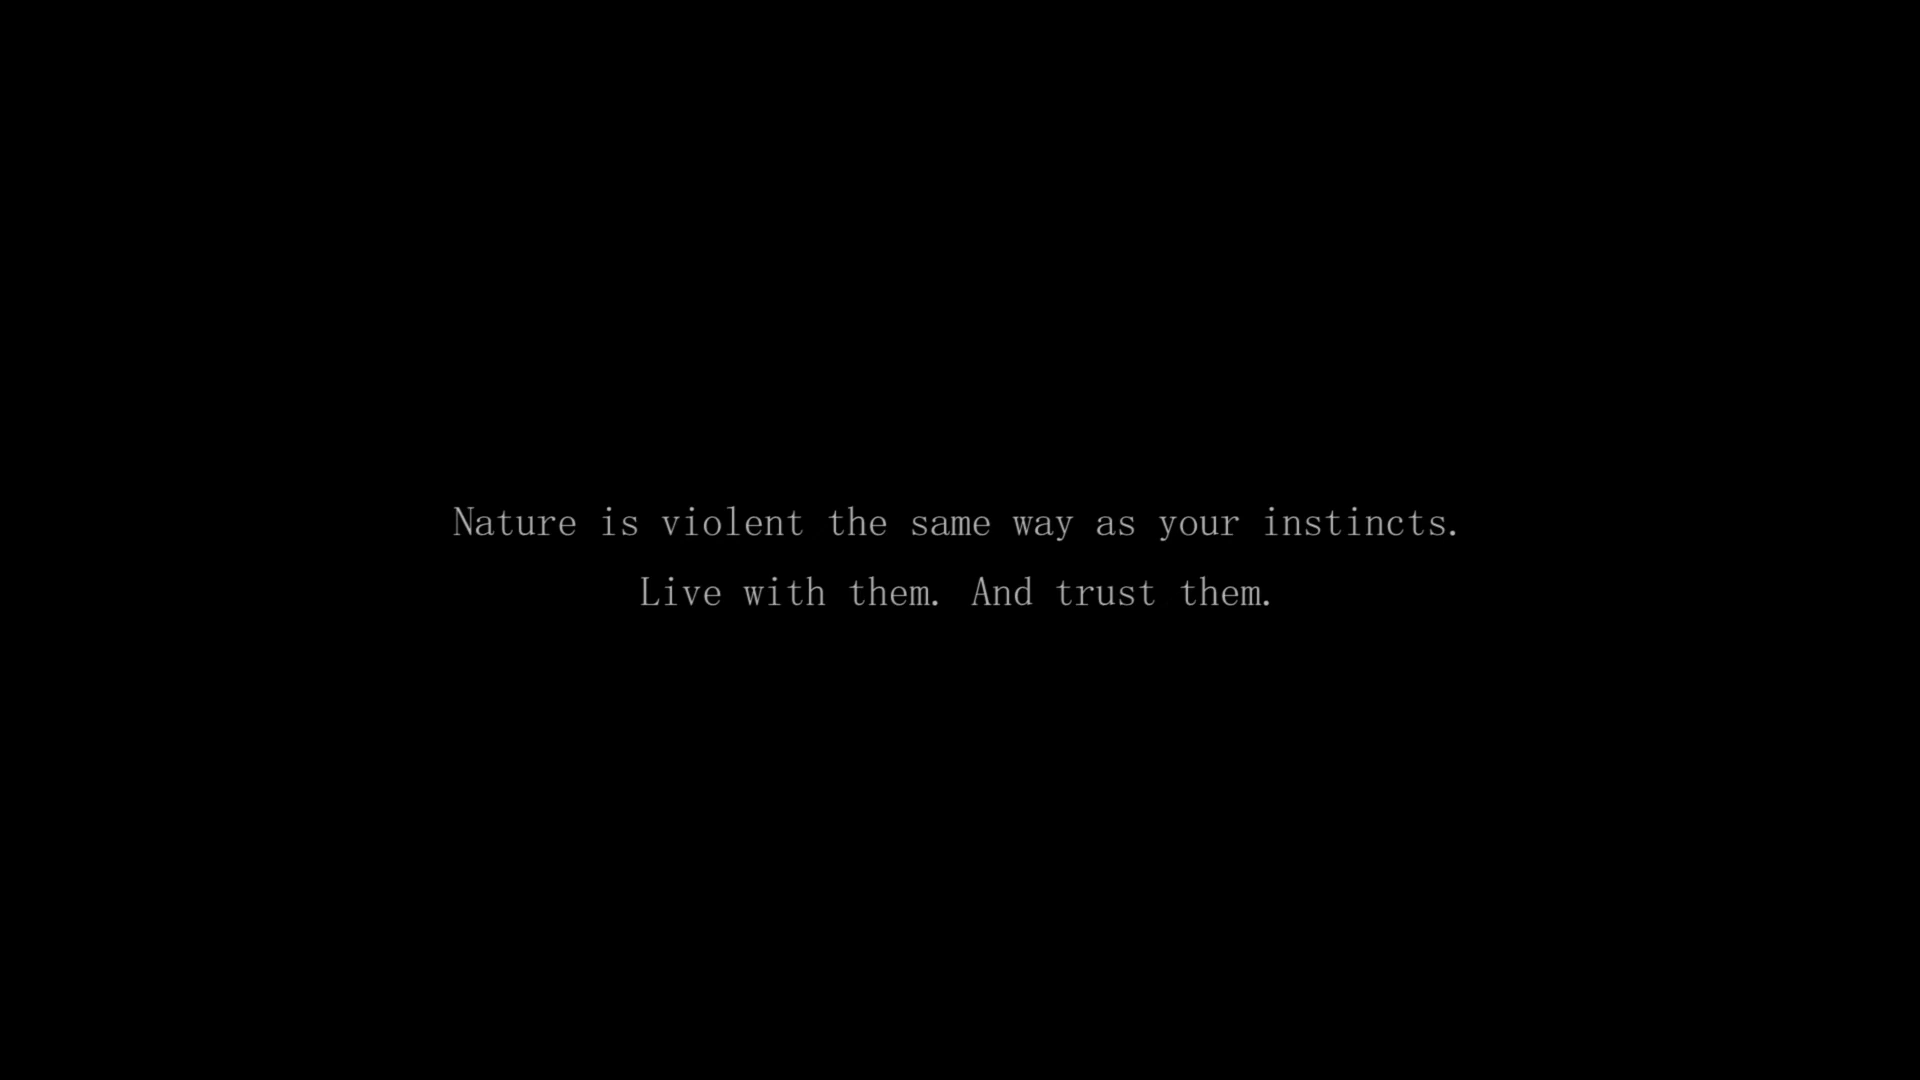 Nature is violent the same way as your instincts.
Live with them. And trust them.